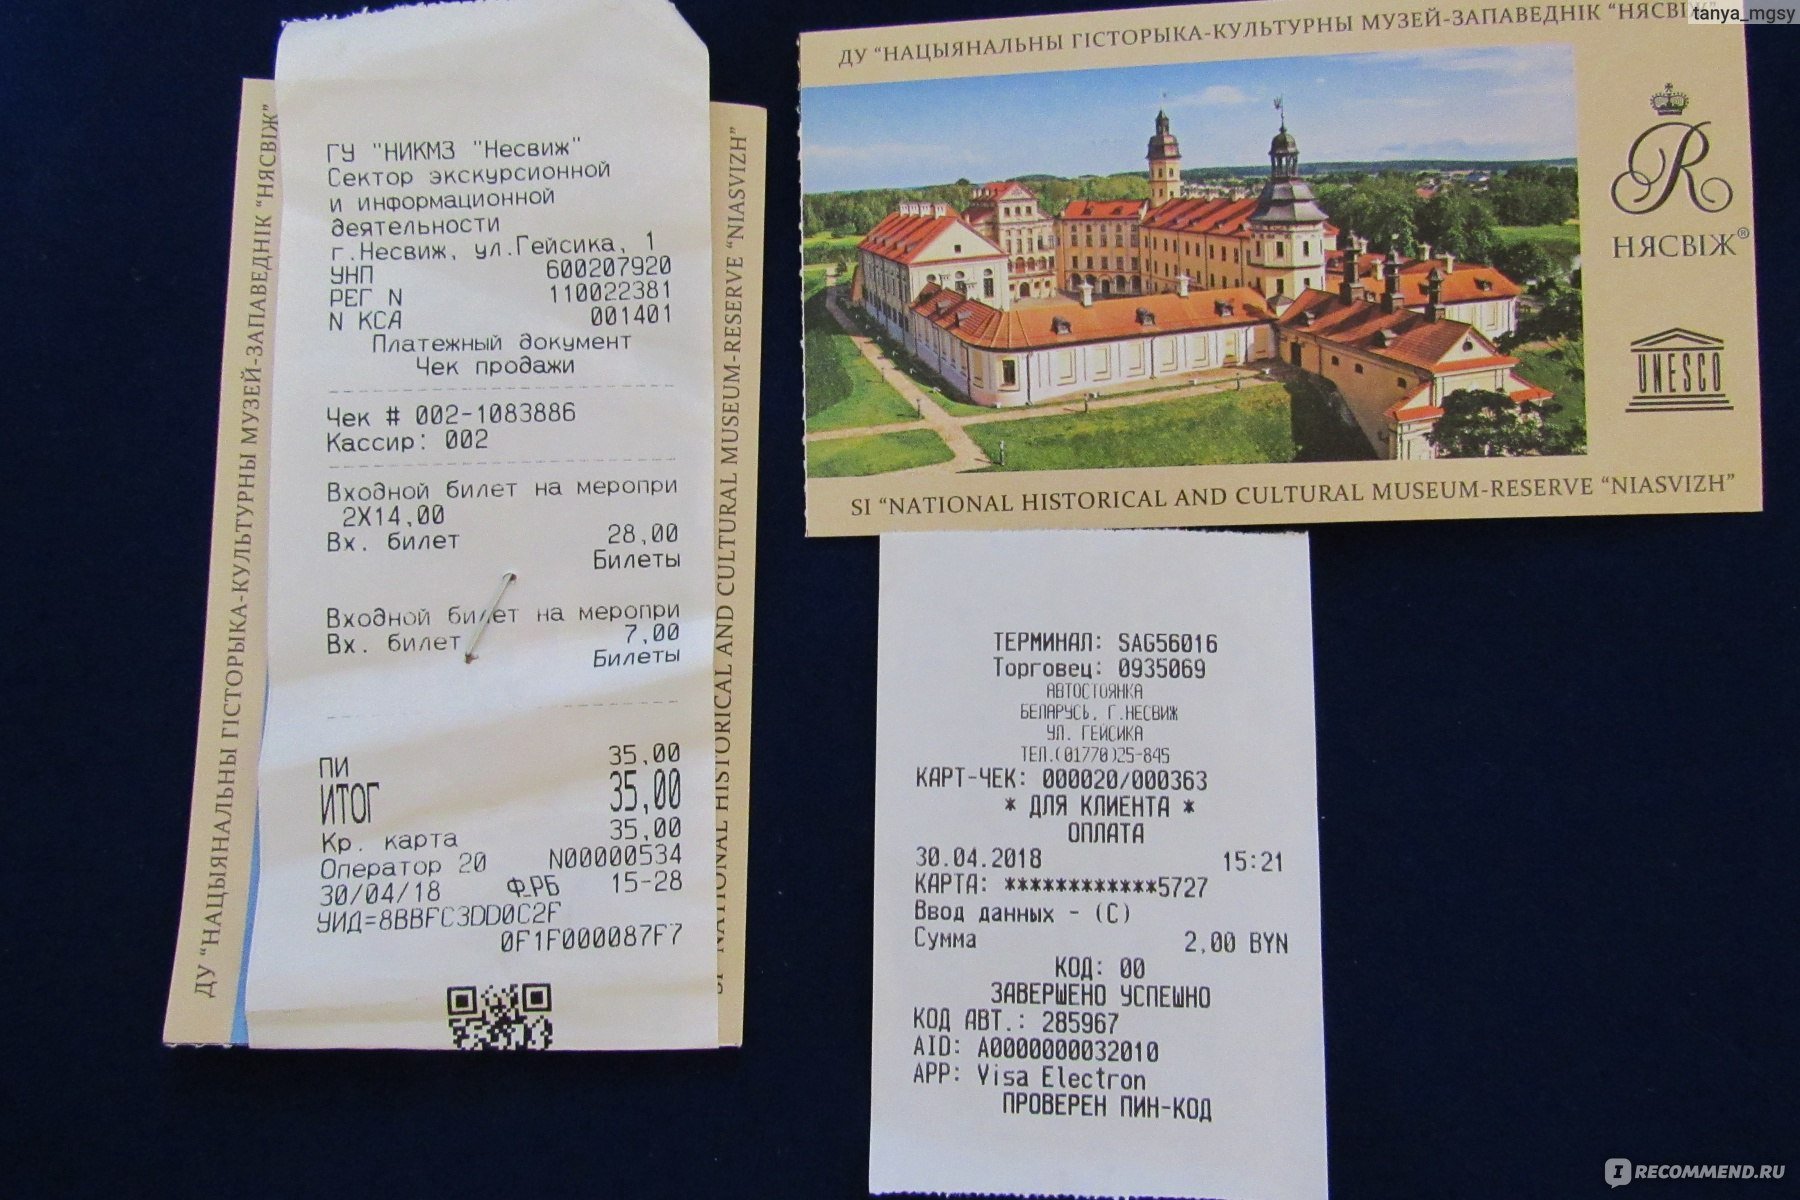 ГУ "НИКМЗ "Несвиж"
Сектор экскурсионной
и информационной
деятельности
г.Несвиж, ул.Гейсика, 1
УНП 600207920
РЕГ N 110022381
N КСА 001401
Платежный документ
Чек продажи
Чек # 002-1083886
Кассир: 002
Входной билет на меропри
2X14,00
Вх. билет 28,00
Билеты
Входной билет на меропри
Вх. билет 7,00
Билеты
ПИ 35,00
ИТОГ 35,00
Кр. карта 35,00
Оператор 20 N00000534
30/04/18 Ф_РБ 15-28
УИД=8BBFC3DD0C2F
0F1F000087F7
ДУ “НАЦЫЯНАЛЬНЫ ГІСТОРЫКА-КУЛЬТУРНЫ МУЗЕЙ-ЗАПАВЕДНІК “НЯСВІЖ”
SI “NATIONAL HISTORICAL AND CULTURAL MUSEUM-RESERVE “NIASVIZH”
ДУ “НАЦЫЯНАЛЬНЫ ГІСТОРЫКА-КУЛЬТУРНЫ МУЗЕЙ-ЗАПАВЕДНІК “НЯСВІЖ”
R
НЯСВІЖ®
UNESCO
SI “NATIONAL HISTORICAL AND CULTURAL MUSEUM-RESERVE “NIASVIZH”
ТЕРМИНАЛ: SAG56016
Торговец: 0935069
АВТОСТОЯНКА
БЕЛАРУСЬ, Г.НЕСВИЖ
УЛ. ГЕЙСИКА
ТЕЛ.(01770)25-845
КАРТ-ЧЕК: 000020/000363
* ДЛЯ КЛИЕНТА *
ОПЛАТА
30.04.2018 15:21
КАРТА: ************5727
Ввод данных - (C)
Сумма 2,00 BYN
КОД: 00
ЗАВЕРШЕНО УСПЕШНО
КОД АВТ.: 285967
AID: A0000000032010
APP: Visa Electron
ПРОВЕРЕН ПИН-КОД
tanya_mgsy
I RECOMMEND.RU